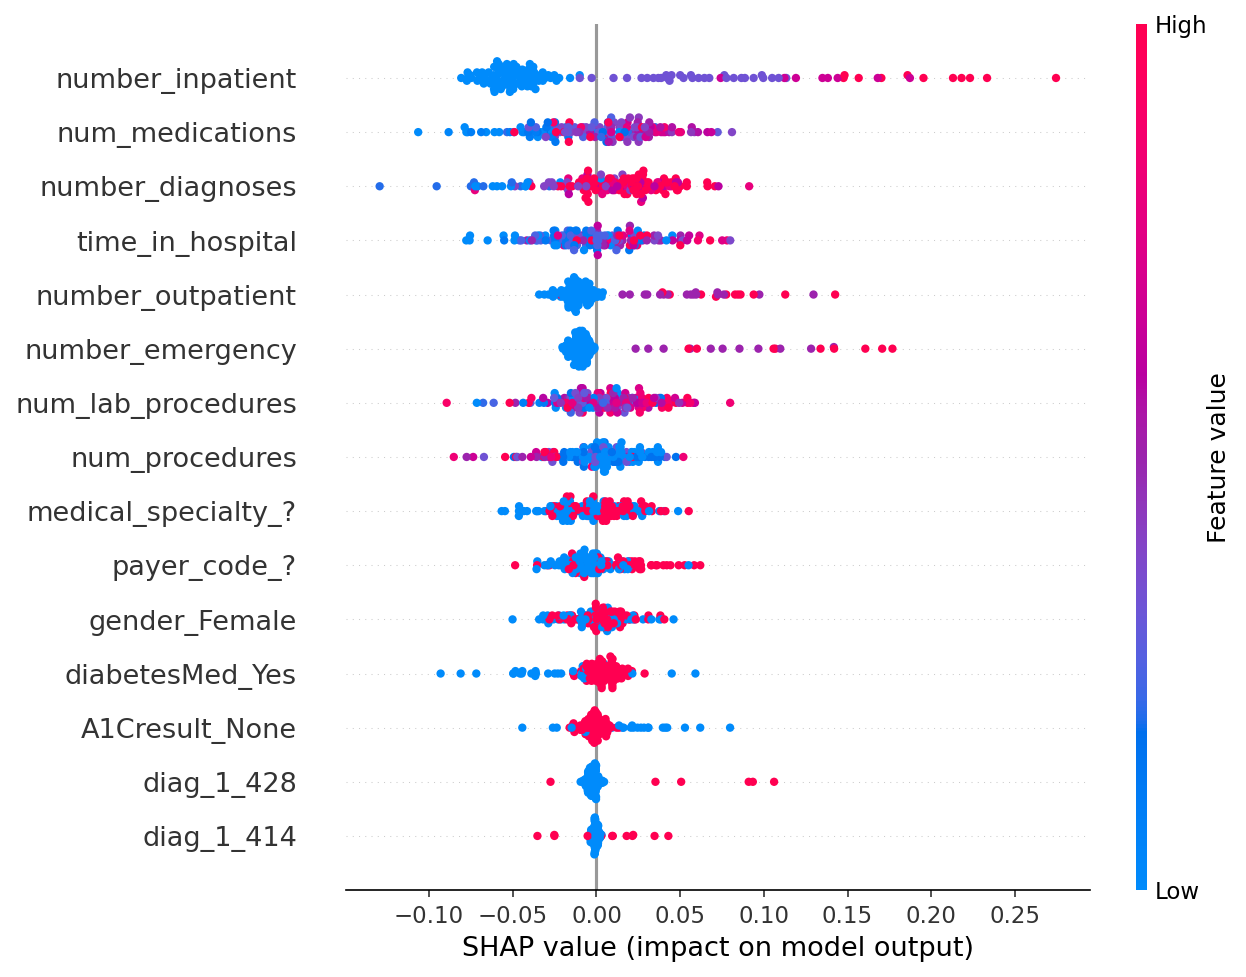 High
number_inpatient
num_medications
number_diagnoses
time_in_hospital
number_outpatient
number_emergency
num_lab_procedures
num_procedures
medical_specialty_?
payer_code_?
gender_Female
diabetesMed_Yes
A1Cresult_None
diag_1_428
diag_1_414
Feature value
Low
−0.10 −0.05 0.00 0.05 0.10 0.15 0.20 0.25
SHAP value (impact on model output)